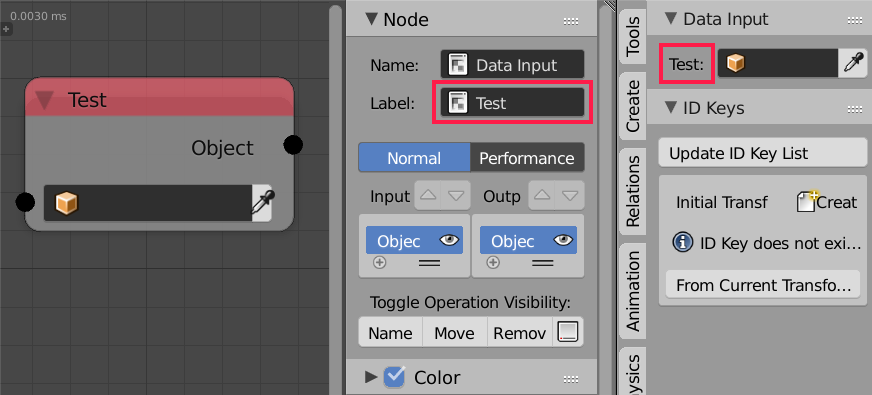 0.0030 ms
Test
Object
Node
Name: Data Input
Label: Test
Normal Performance
Input Outp
Objec Objec
Toggle Operation Visibility:
Name Move Remov
Color
Tools
Create
Relations
Animation
ysics
Data Input
Test:
ID Keys
Update ID Key List
Initial Transf Creat
ID Key does not exi...
From Current Transfo...